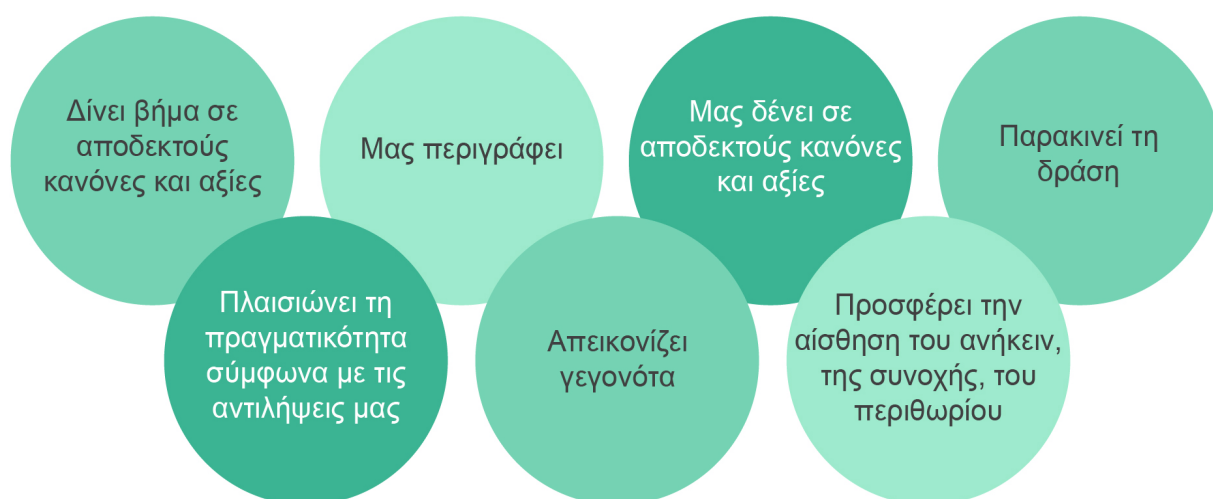 Δίνει βήμα σε
αποδεκτούς
κανόνες και αξίες
Μας περιγράφει
Μας δένει σε
αποδεκτούς κανόνες
και αξίες
Παρακινεί τη
δράση
Πλαισιώνει τη
πραγματικότητα
σύμφωνα με τις
αντιλήψεις μας
Απεικονίζει
γεγονότα
Προσφέρει την
αίσθηση του ανήκειν,
της συνοχής, του
περιθωρίου